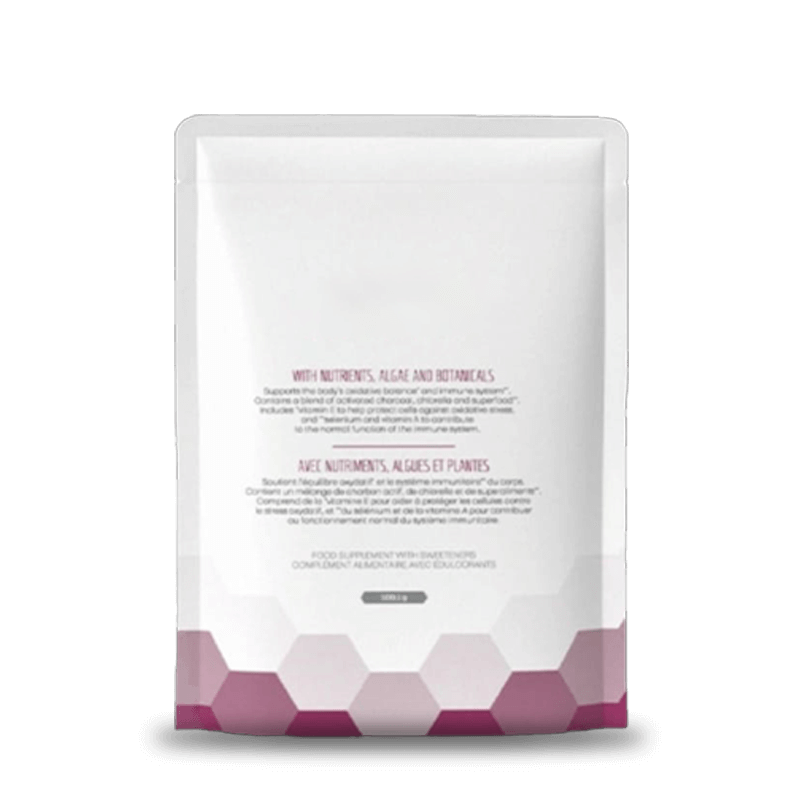 WITH NUTRIENTS, ALGAE AND BOTANICALS
Supports the body's oxidative balance* and immune system**.
Contains a blend of activated charcoal, chlorella and superfood**.
Includes *vitamin E to help protect cells against oxidative stress,
and **selenium and vitamin A to contribute
to the normal function of the immune system.
AVEC NUTRIMENTS, ALGUES ET PLANTES
Soutient l'équilibre oxydatif* et le système immunitaire** du corps.
Contient un mélange de charbon actif, de chlorella et de superaliments**.
Comprend de la *vitamine E pour aider à protéger les cellules contre
le stress oxydatif, et **du sélénium et de la vitamine A pour contribuer
au fonctionnement normal du système immunitaire.
FOOD SUPPLEMENT WITH SWEETENERS
COMPLÉMENT ALIMENTAIRE AVEC ÉDULCORANTS